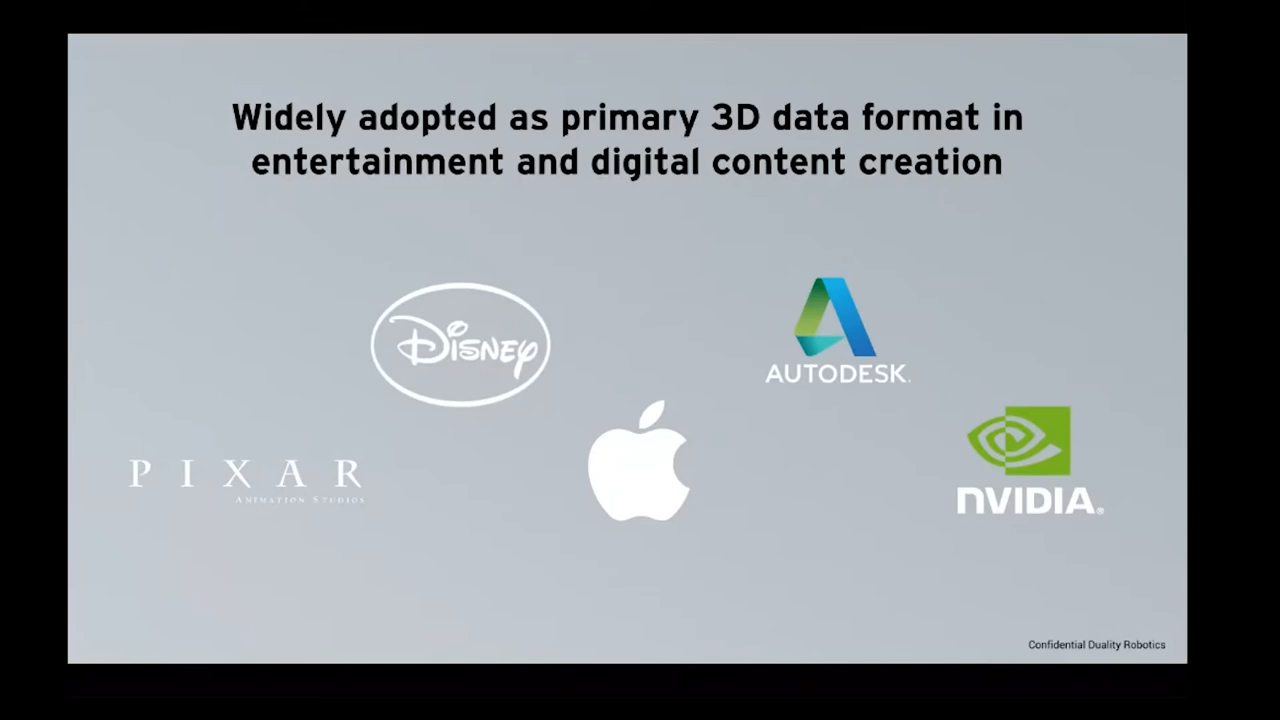 Widely adopted as primary 3D data format in
entertainment and digital content creation
Disney
AUTODESK.
PIXAR
ANIMATION STUDIOS
NVIDIA®
Confidential Duality Robotics